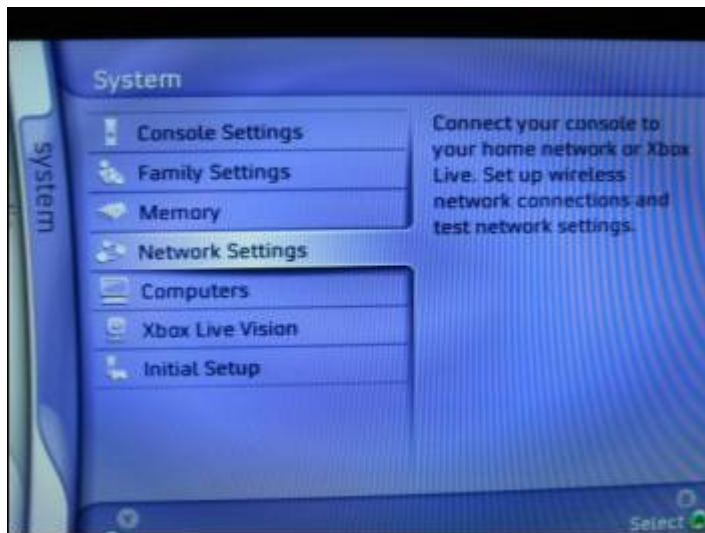 System
system
Console Settings
Family Settings
Memory
Network Settings
Computers
Xbox Live Vision
Initial Setup
Connect your console to
your home network or Xbox
Live. Set up wireless
network connections and
test network settings.
Select